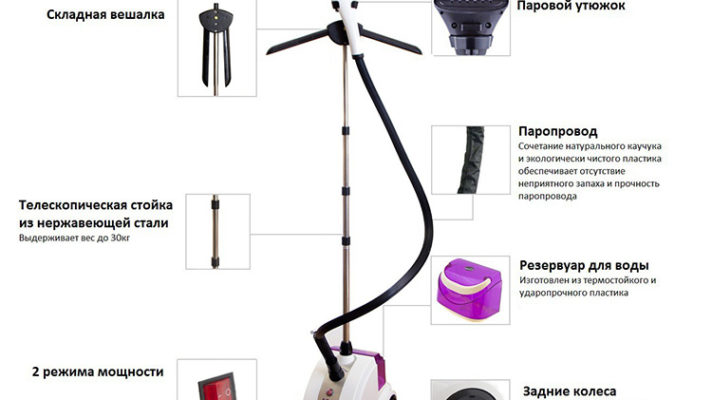 Складная вешалка
Паровой утюжок
Паропровод
Сочетание натурального каучука
и экологически чистого пластика
обеспечивает отсутствие
неприятного запаха и прочность
паропровода
Телескопическая стойка
из нержавеющей стали
Выдерживает вес до 30кг
Резервуар для воды
Изготовлен из термостойкого и
ударопрочного пластика
2 режима мощности
Задние колеса